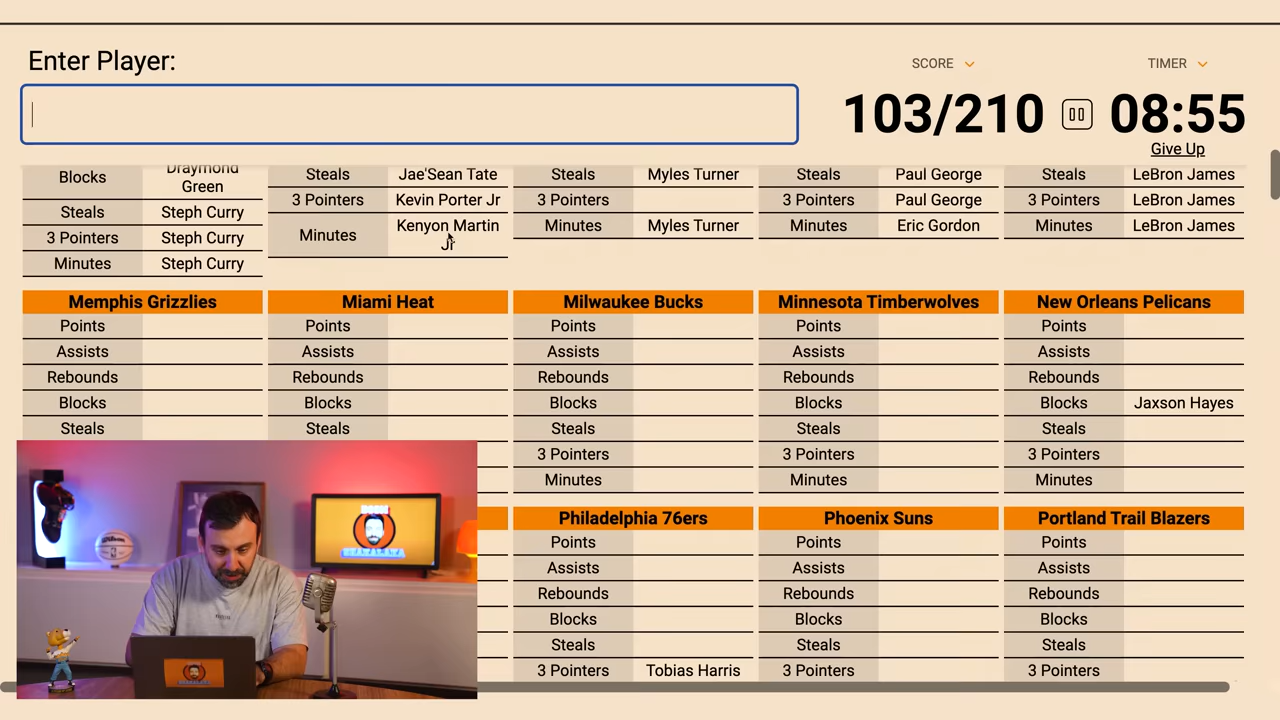 Enter Player:
SCORE
TIMER
103/210
08:55
Give Up
Blocks Draymond Green
Steals Steph Curry
3 Pointers Steph Curry
Minutes Steph Curry
Steals Jae'Sean Tate
3 Pointers Kevin Porter Jr
Minutes Kenyon Martin Jr
Steals Myles Turner
3 Pointers
Minutes Myles Turner
Steals Paul George
3 Pointers Paul George
Minutes Eric Gordon
Steals LeBron James
3 Pointers LeBron James
Minutes LeBron James
Memphis Grizzlies
Points
Assists
Rebounds
Blocks
Steals
Miami Heat
Points
Assists
Rebounds
Blocks
Steals
Milwaukee Bucks
Points
Assists
Rebounds
Blocks
Steals
3 Pointers
Minutes
Minnesota Timberwolves
Points
Assists
Rebounds
Blocks
Steals
3 Pointers
Minutes
New Orleans Pelicans
Points
Assists
Rebounds
Blocks Jaxson Hayes
Steals
3 Pointers
Minutes
Philadelphia 76ers
Points
Assists
Rebounds
Blocks
Steals
3 Pointers Tobias Harris
Phoenix Suns
Points
Assists
Rebounds
Blocks
Steals
3 Pointers
Portland Trail Blazers
Points
Assists
Rebounds
Blocks
Steals
3 Pointers